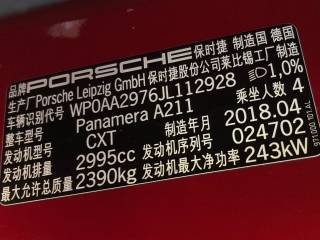 品牌 PORSCHE 保时捷 制造国 德国
生产厂 Porsche Leipzig GmbH 保时捷股份公司莱比锡工厂制造
车辆识别代号 WP0AA2976JL112928 1,0%
整车型号 Panamera A211 乘坐人数 4
发动机型号 CXT 制造年月 2018.04
发动机排量 2995cc 发动机序列号 024702
最大允许总质量 2390kg 发动机最大净功率 243kW